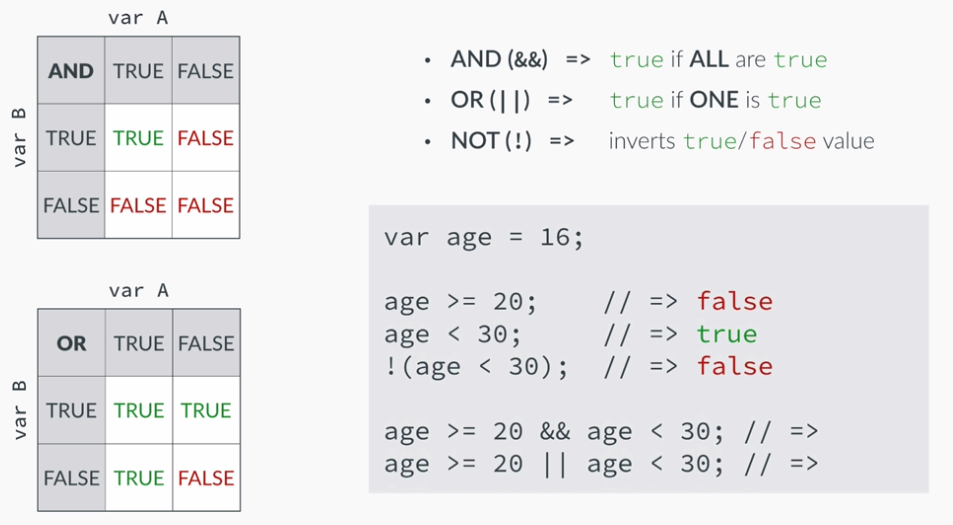 var A
var B
AND TRUE FALSE
TRUE TRUE FALSE
FALSE FALSE FALSE
var A
var B
OR TRUE FALSE
TRUE TRUE TRUE
FALSE TRUE FALSE
• AND (&&) => true if ALL are true
• OR (||) => true if ONE is true
• NOT (!) => inverts true/false value
var age = 16;
age >= 20; // => false
age < 30; // => true
!(age < 30); // => false
age >= 20 && age < 30; // =>
age >= 20 || age < 30; // =>